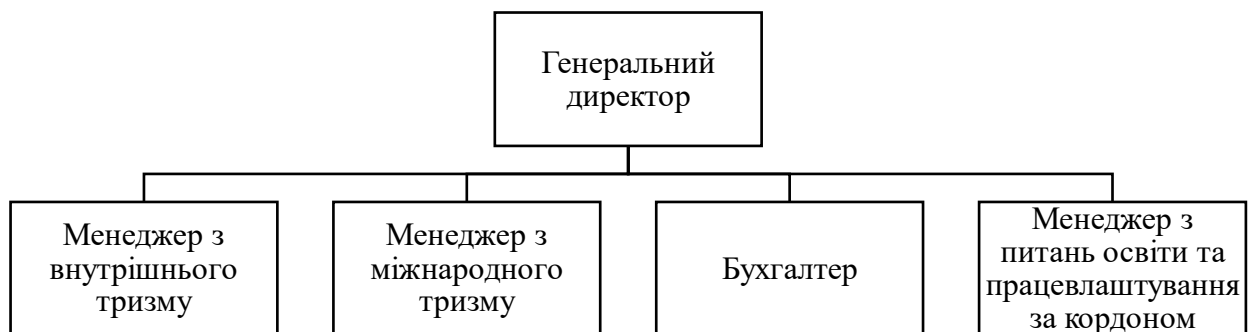 Генеральний
директор
Менеджер з
внутрішнього
тризму
Менеджер з
міжнародного
тризму
Бухгалтер
Менеджер з
питань освіти та
працевлаштування
за кордоном